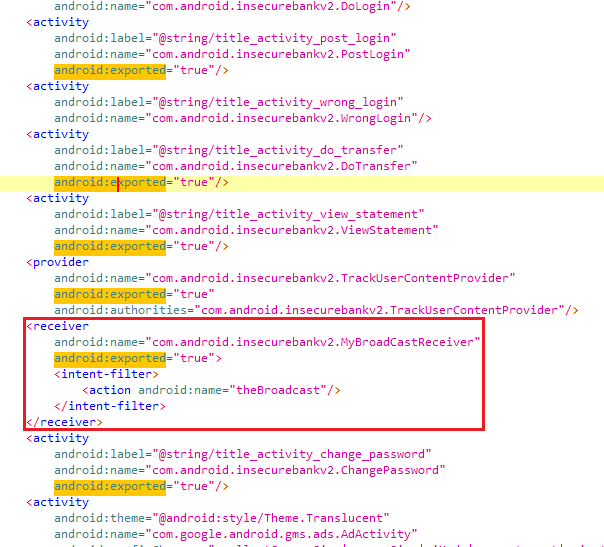 android:name="com.android.insecurebankv2.DoLogin"/>
<activity
android:label="@string/title_activity_post_login"
android:name="com.android.insecurebankv2.PostLogin"
android:exported="true"/>
<activity
android:label="@string/title_activity_wrong_login"
android:name="com.android.insecurebankv2.WrongLogin"/>
<activity
android:label="@string/title_activity_do_transfer"
android:name="com.android.insecurebankv2.DoTransfer"
android:exported="true"/>
<activity
android:label="@string/title_activity_view_statement"
android:name="com.android.insecurebankv2.ViewStatement"
android:exported="true"/>
<provider
android:name="com.android.insecurebankv2.TrackUserContentProvider"
android:exported="true"
android:authorities="com.android.insecurebankv2.TrackUserContentProvider"/>
<receiver
android:name="com.android.insecurebankv2.MyBroadCastReceiver"
android:exported="true">
<intent-filter>
<action android:name="theBroadcast"/>
</intent-filter>
</receiver>
<activity
android:label="@string/title_activity_change_password"
android:name="com.android.insecurebankv2.ChangePassword"
android:exported="true"/>
<activity
android:theme="@android:style/Theme.Translucent"
android:name="com.google.android.gms.ads.AdActivity"